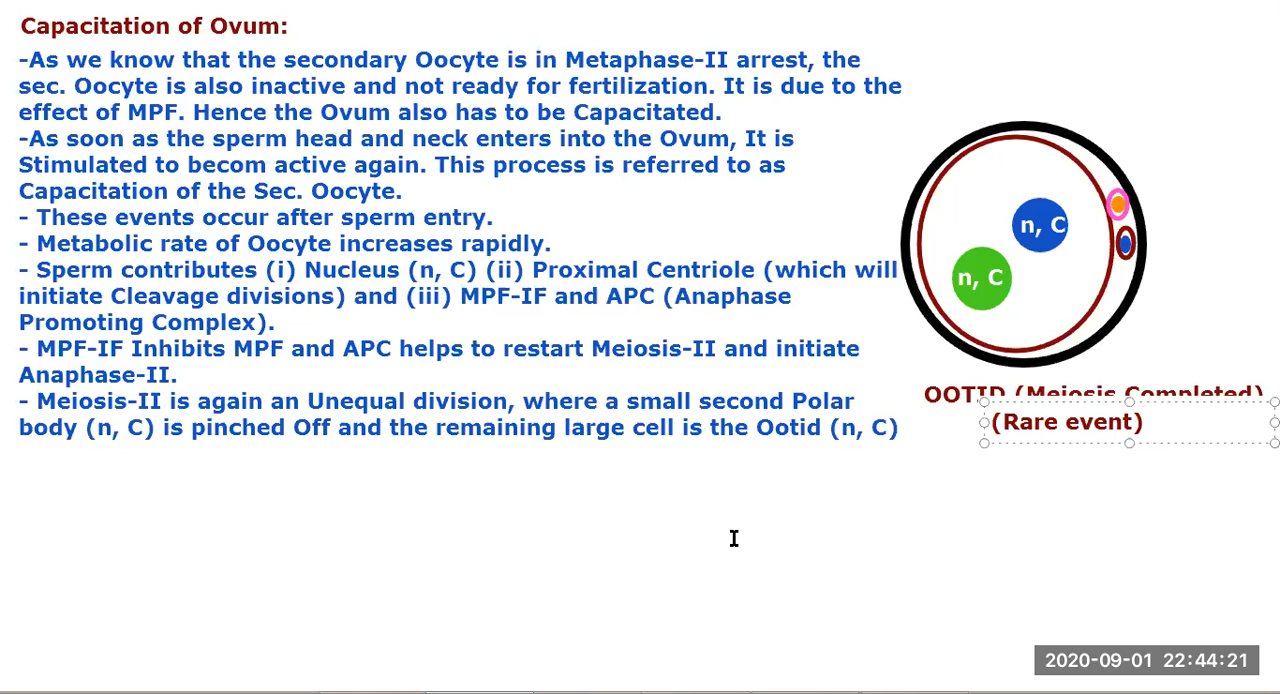 Capacitation of Ovum:
-As we know that the secondary Oocyte is in Metaphase-II arrest, the
sec. Oocyte is also inactive and not ready for fertilization. It is due to the
effect of MPF. Hence the Ovum also has to be Capacitated.
-As soon as the sperm head and neck enters into the Ovum, It is
Stimulated to becom active again. This process is referred to as
Capacitation of the Sec. Oocyte.
- These events occur after sperm entry.
- Metabolic rate of Oocyte increases rapidly.
- Sperm contributes (i) Nucleus (n, C) (ii) Proximal Centriole (which will
initiate Cleavage divisions) and (iii) MPF-IF and APC (Anaphase
Promoting Complex).
- MPF-IF Inhibits MPF and APC helps to restart Meiosis-II and initiate
Anaphase-II.
- Meiosis-II is again an Unequal division, where a small second Polar
body (n, C) is pinched Off and the remaining large cell is the Ootid (n, C)
n, C
n, C
OOTID (Meiosis Completed)
(Rare event)
2020-09-01 22:44:21